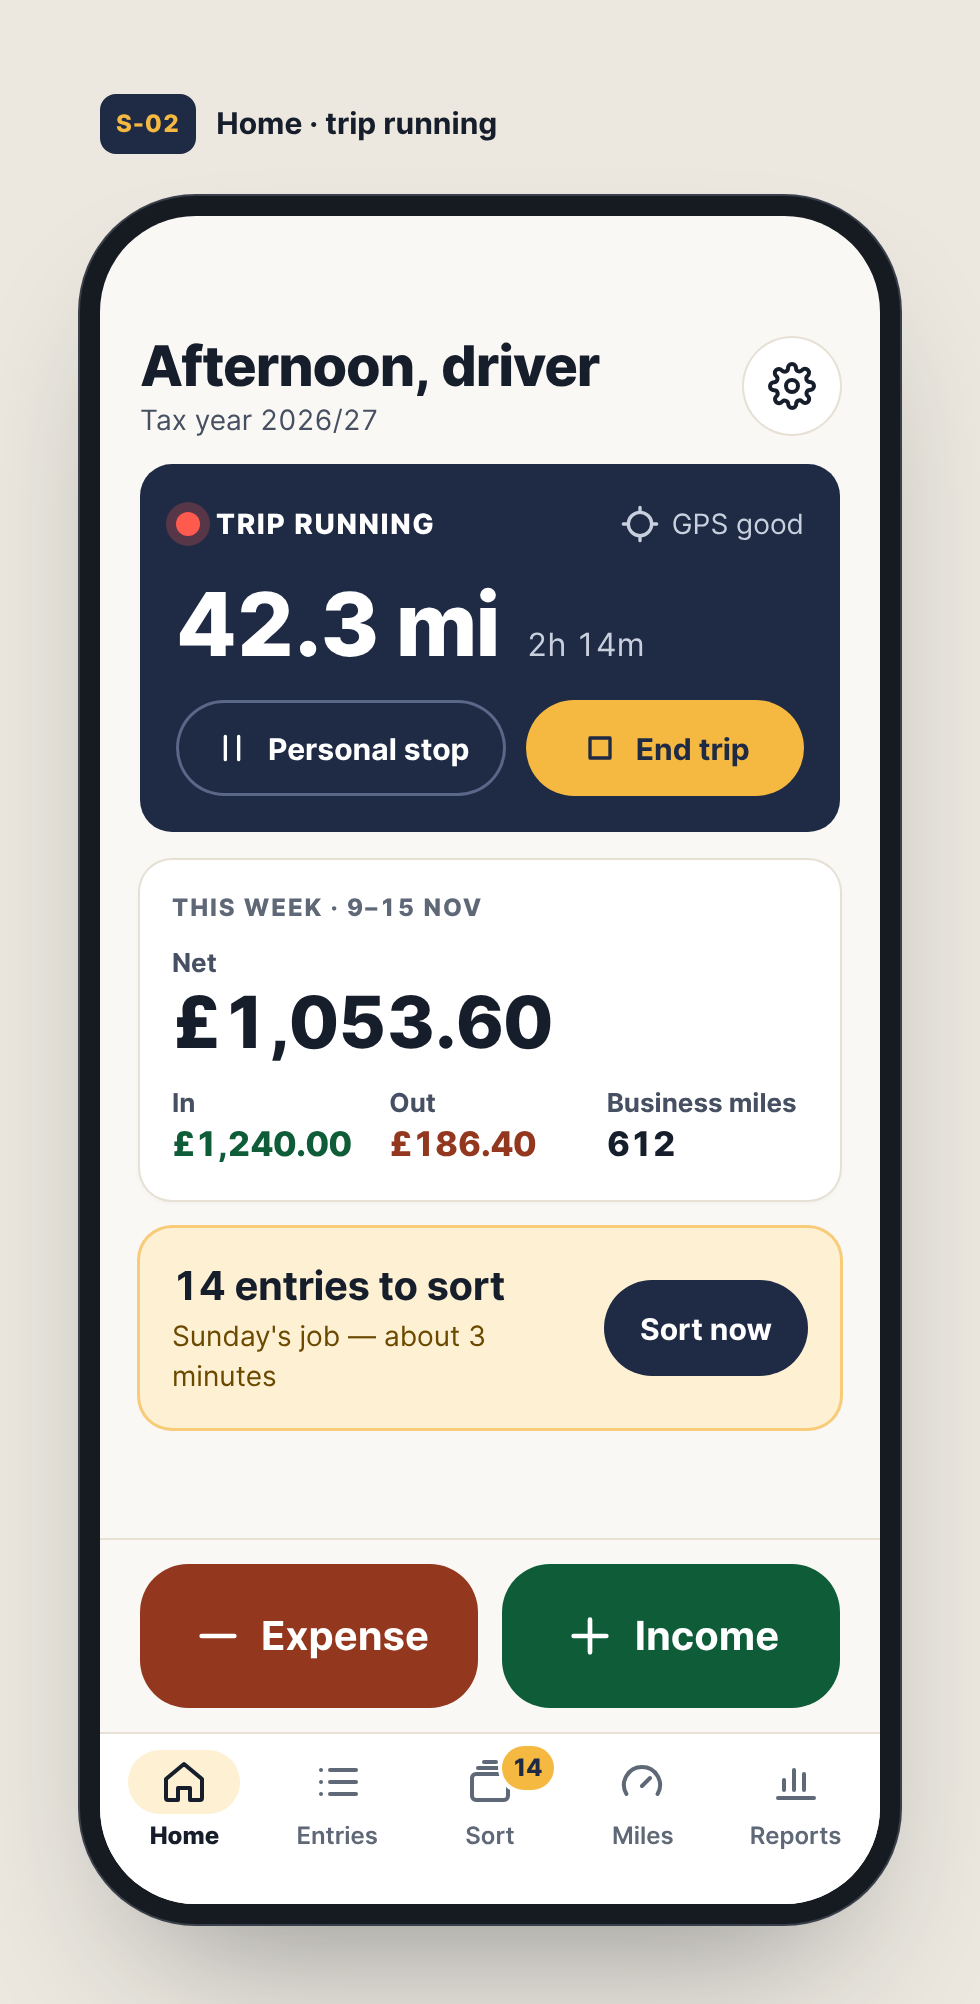 S-02 Home · trip running
Afternoon, driver
Tax year 2026/27
TRIP RUNNING GPS good
42.3 mi 2h 14m
Personal stop End trip
THIS WEEK · 9–15 NOV
Net
£1,053.60
In Out Business miles
£1,240.00 £186.40 612
14 entries to sort
Sunday's job — about 3
minutes
Sort now
Expense Income
14
Home Entries Sort Miles Reports